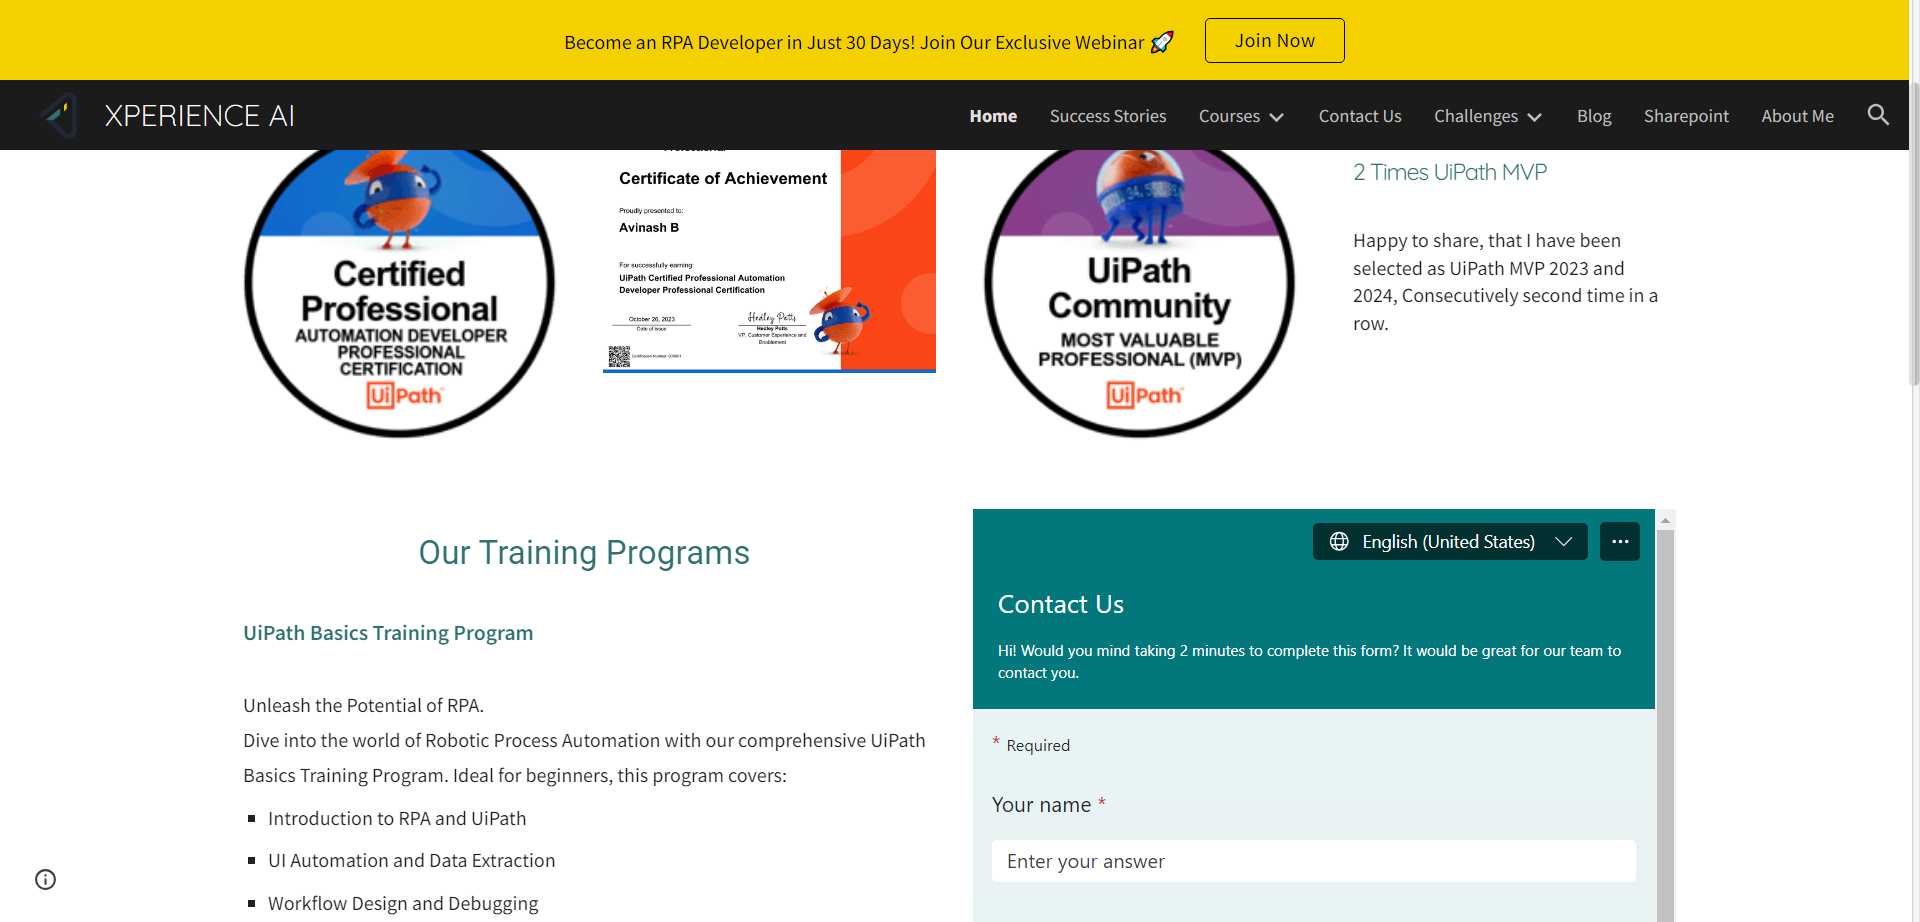 Become an RPA Developer in Just 30 Days! Join Our Exclusive Webinar 🚀
Join Now
XPERIENCE AI
Home
Success Stories
Courses
Contact Us
Challenges
Blog
Sharepoint
About Me
Certified
Professional
AUTOMATION DEVELOPER
PROFESSIONAL
CERTIFICATION
UiPath
Certificate of Achievement
Proudly presented to:
Avinash B
For successfully earning:
UiPath Certified Professional Automation
Developer Professional Certification
October 26, 2023
Date of issue
Hedley Potts
Hedley Potts
VP, Customer Experience and
Enablement
UiPath
Community
MOST VALUABLE
PROFESSIONAL (MVP)
UiPath
2 Times UiPath MVP
Happy to share, that I have been
selected as UiPath MVP 2023 and
2024, Consecutively second time in a
row.
Our Training Programs
UiPath Basics Training Program
Unleash the Potential of RPA.
Dive into the world of Robotic Process Automation with our comprehensive UiPath
Basics Training Program. Ideal for beginners, this program covers:
▪ Introduction to RPA and UiPath
▪ UI Automation and Data Extraction
▪ Workflow Design and Debugging
English (United States)
...
Contact Us
Hi! Would you mind taking 2 minutes to complete this form? It would be great for our team to
contact you.
* Required
Your name *
Enter your answer